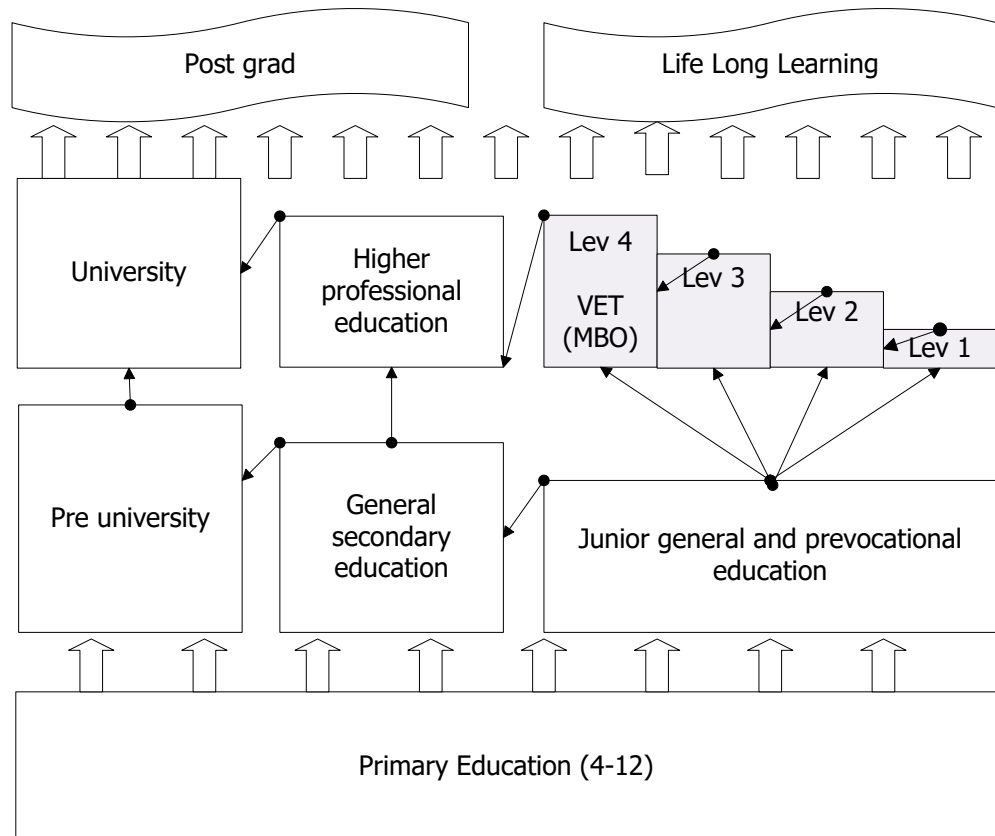 Post grad
Life Long Learning
University
Higher
professional
education
Lev 4
VET
(MBO)
Lev 3
Lev 2
Lev 1
Pre university
General
secondary
education
Junior general and prevocational
education
Primary Education (4-12)